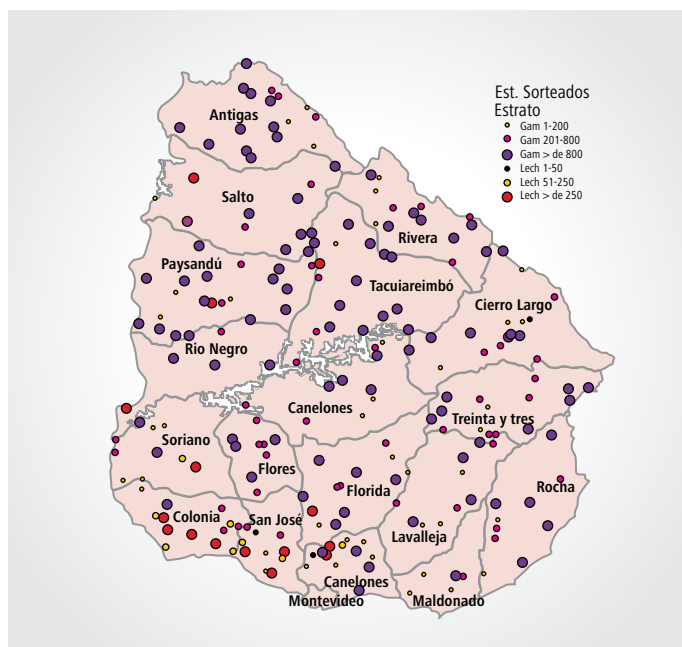 Est. Sorteados
Estrato
Gam 1-200
Gam 201-800
Gam > de 800
Lech 1-50
Lech 51-250
Lech > de 250
Antigas
Salto
Rivera
Paysandú
Tacuiareimbó
Cierro Largo
Rio Negro
Canelones
Treinta y tres
Soriano
Flores
Florida
Rocha
Colonia
San José
Lavalleja
Canelones
Montevideo
Maldonado